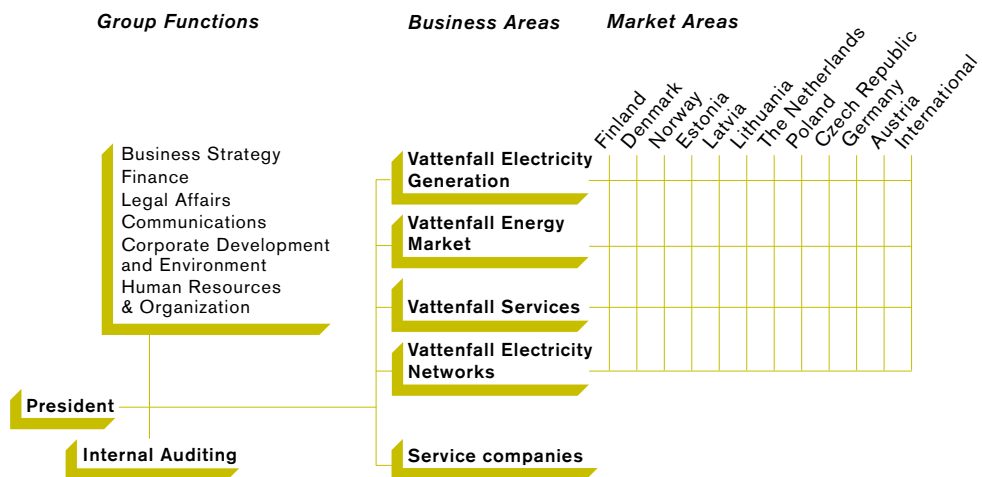 Group Functions
Business Areas
Market Areas
Finland
Denmark
Norway
Estonia
Latvia
Lithuania
The Netherlands
Poland
Czech Republic
Germany
Austria
International
Business Strategy
Finance
Legal Affairs
Communications
Corporate Development
and Environment
Human Resources
& Organization
Vattenfall Electricity
Generation
Vattenfall Energy
Market
Vattenfall Services
Vattenfall Electricity
Networks
President
Internal Auditing
Service companies